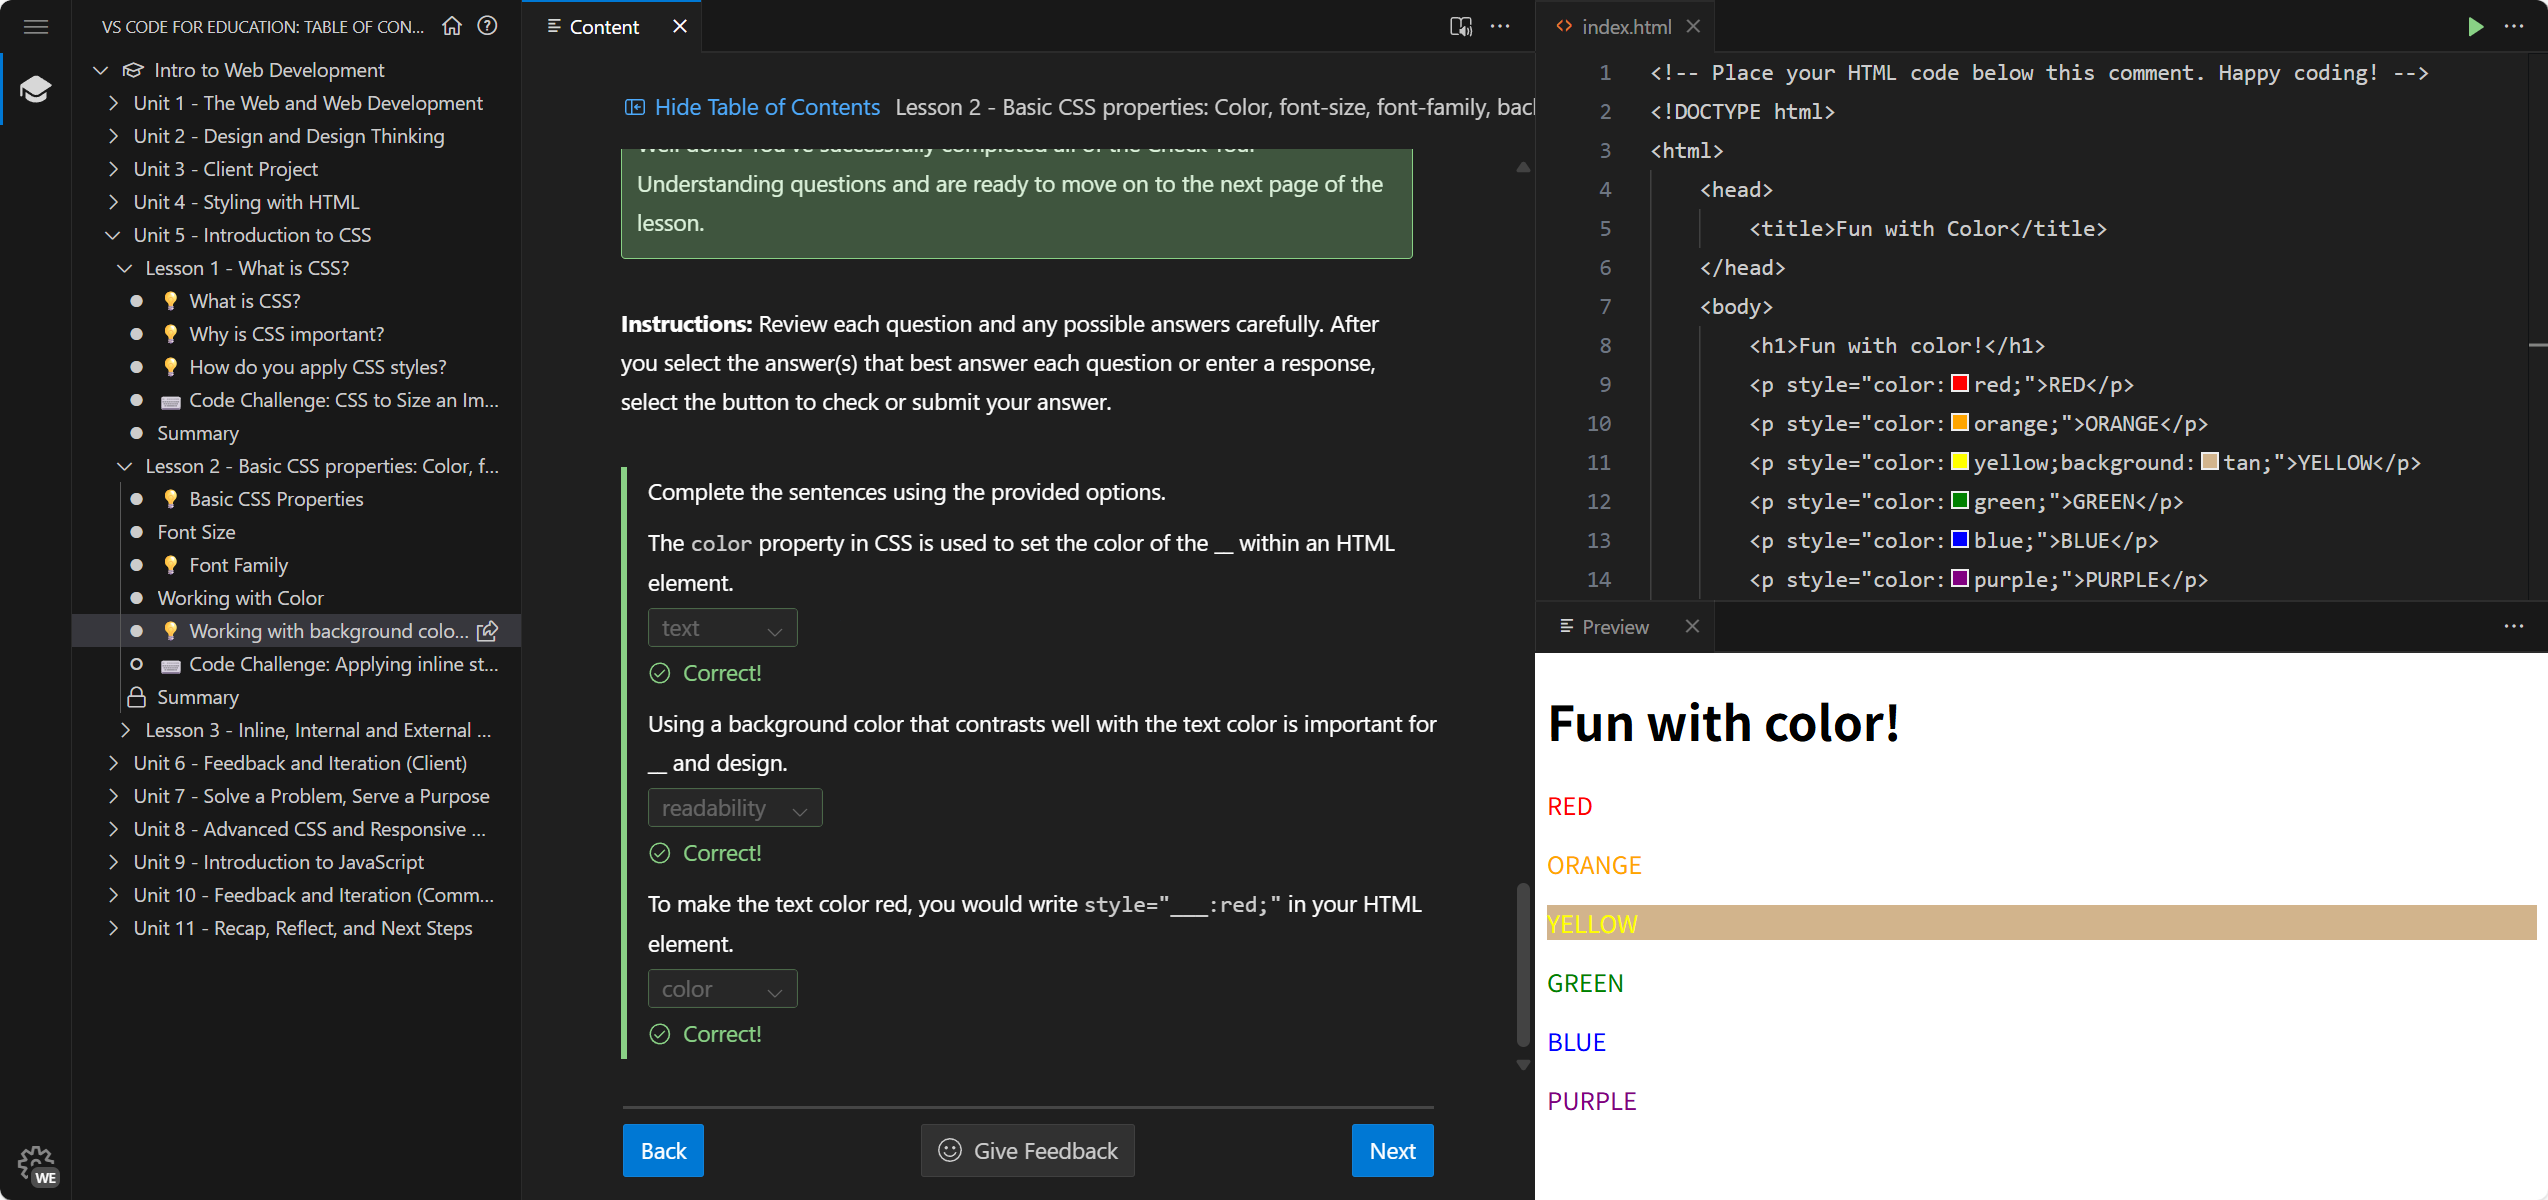 VS CODE FOR EDUCATION: TABLE OF CON...
Intro to Web Development
Unit 1 - The Web and Web Development
Unit 2 - Design and Design Thinking
Unit 3 - Client Project
Unit 4 - Styling with HTML
Unit 5 - Introduction to CSS
Lesson 1 - What is CSS?
What is CSS?
Why is CSS important?
How do you apply CSS styles?
Code Challenge: CSS to Size an Im...
Summary
Lesson 2 - Basic CSS properties: Color, f...
Basic CSS Properties
Font Size
Font Family
Working with Color
Working with background colo...
Code Challenge: Applying inline st...
Summary
Lesson 3 - Inline, Internal and External ...
Unit 6 - Feedback and Iteration (Client)
Unit 7 - Solve a Problem, Serve a Purpose
Unit 8 - Advanced CSS and Responsive ...
Unit 9 - Introduction to JavaScript
Unit 10 - Feedback and Iteration (Comm...
Unit 11 - Recap, Reflect, and Next Steps
WE
Content
Hide Table of Contents Lesson 2 - Basic CSS properties: Color, font-size, font-family, bac
Well done! You've successfully completed all of the Check Your
Understanding questions and are ready to move on to the next page of the
lesson.
Instructions: Review each question and any possible answers carefully. After
you select the answer(s) that best answer each question or enter a response,
select the button to check or submit your answer.
Complete the sentences using the provided options.
The color property in CSS is used to set the color of the __ within an HTML
element.
text
Correct!
Using a background color that contrasts well with the text color is important for
__ and design.
readability
Correct!
To make the text color red, you would write style="___:red;" in your HTML
element.
color
Correct!
Back
Give Feedback
Next
index.html
1 <!-- Place your HTML code below this comment. Happy coding! -->
2 <!DOCTYPE html>
3 <html>
4 <head>
5 <title>Fun with Color</title>
6 </head>
7 <body>
8 <h1>Fun with color!</h1>
9 <p style="color:red;">RED</p>
10 <p style="color:orange;">ORANGE</p>
11 <p style="color:yellow;background:tan;">YELLOW</p>
12 <p style="color:green;">GREEN</p>
13 <p style="color:blue;">BLUE</p>
14 <p style="color:purple;">PURPLE</p>
Preview
Fun with color!
RED
ORANGE
YELLOW
GREEN
BLUE
PURPLE